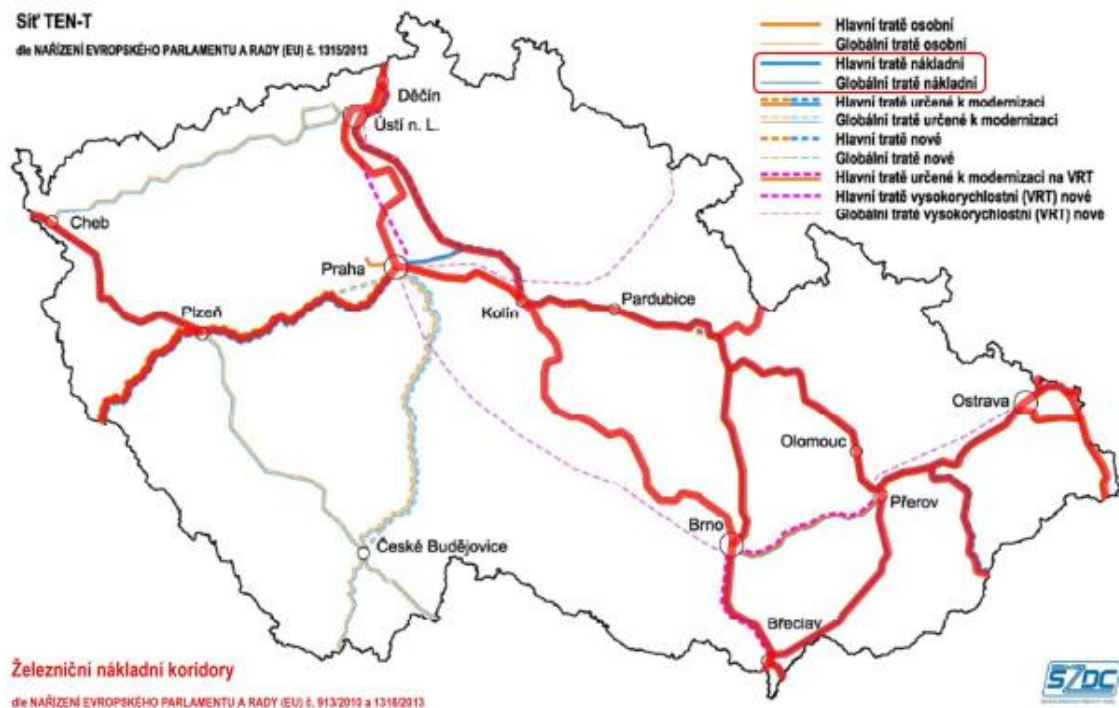 Síť TEN-T
dle NAŘÍZENÍ EVROPSKÉHO PARLAMENTU A RADY (EU) č. 1315/2013
Hlavní tratě osobní
Globální tratě osobní
Hlavní tratě nákladní
Globální tratě nákladní
Hlavní tratě určené k modernizaci
Globální tratě určené k modernizaci
Hlavní tratě nové
Globální tratě nové
Hlavní tratě určené k modernizaci na VRT
Hlavní tratě vysokorychlostní (VRT) nové
Globální tratě vysokorychlostní (VRT) nové
Děčín
Ústí n. L.
Cheb
Praha
Kolín
Pardubice
Plzeň
Ostrava
Olomouc
Přerov
Brno
České Budějovice
Břeclav
Železniční nákladní koridory
dle NAŘÍZENÍ EVROPSKÉHO PARLAMENTU A RADY (EU) č. 913/2010 a 1316/2013
SŽDC